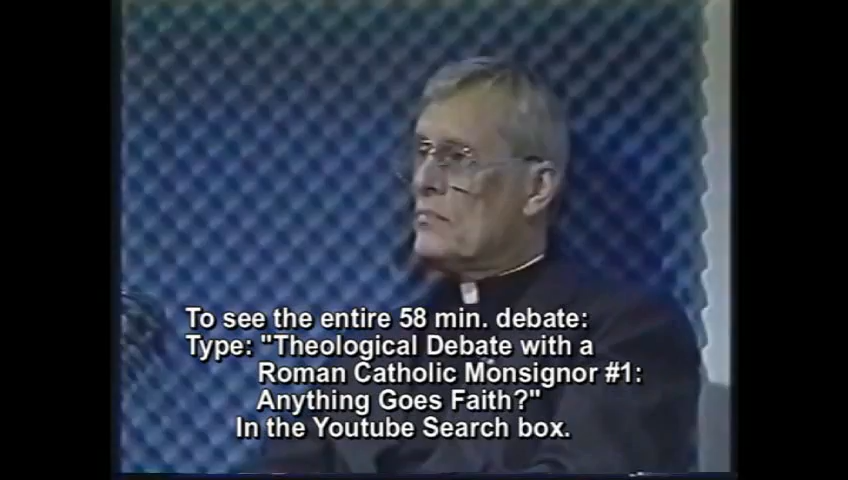 To see the entire 58 min. debate:
Type: "Theological Debate with a
Roman Catholic Monsignor #1:
Anything Goes Faith?"
In the Youtube Search box.